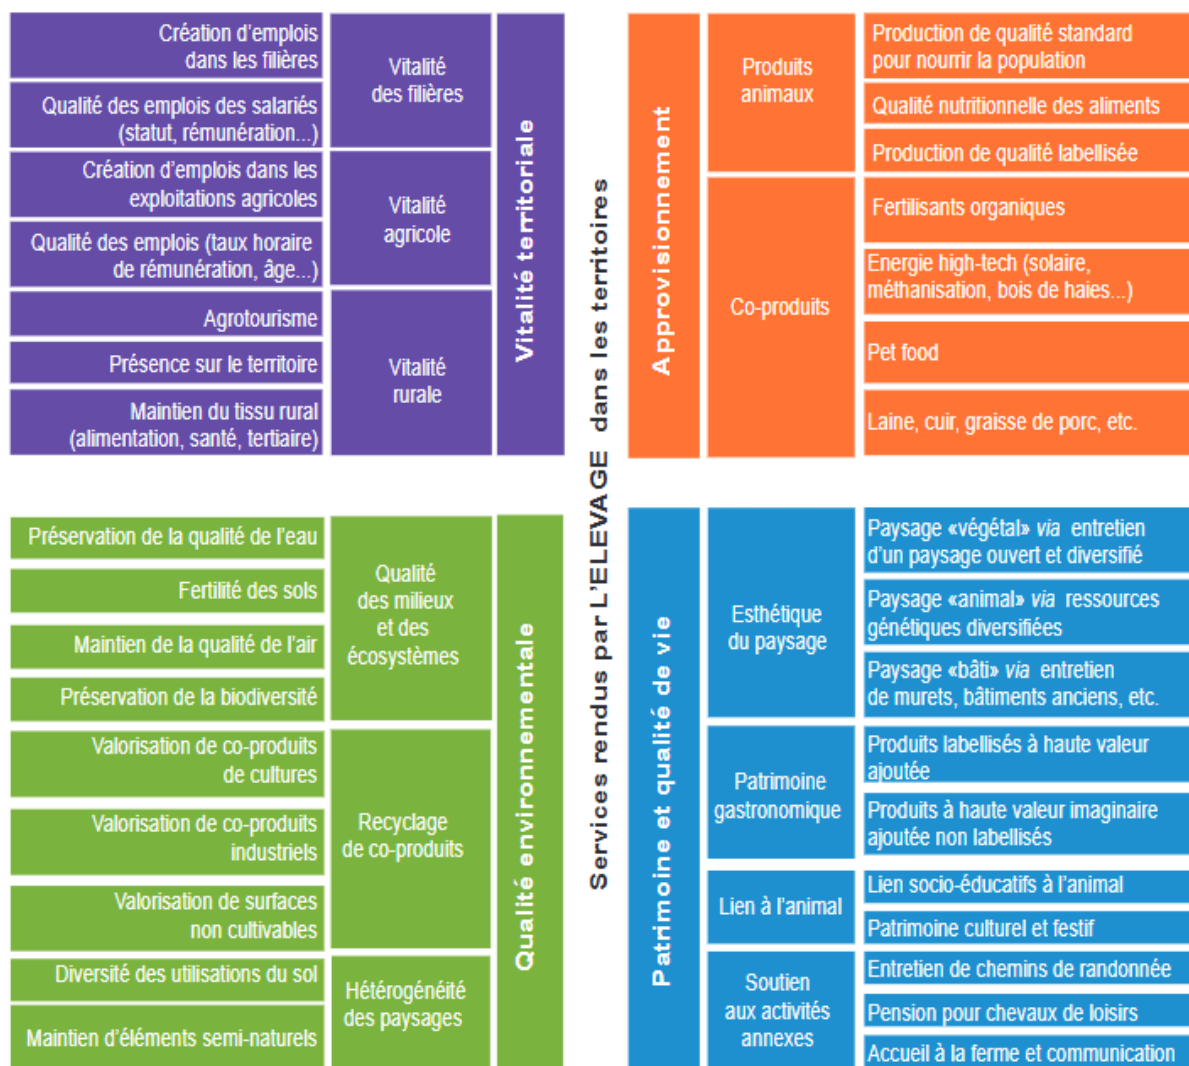 Création d'emplois
dans les filières
Qualité des emplois des salariés
(statut, rémunération...)
Vitalité
des filières
Création d'emplois dans les
exploitations agricoles
Qualité des emplois (taux horaire
de rémunération, âge...)
Vitalité
agricole
Agrotourisme
Présence sur le territoire
Maintien du tissu rural
(alimentation, santé, tertiaire)
Vitalité
rurale
Vitalité territoriale
Services rendus par L'ELEVAGE dans les territoires
Approvisionnement
Produits
animaux
Production de qualité standard
pour nourrir la population
Qualité nutritionnelle des aliments
Production de qualité labellisée
Co-produits
Fertilisants organiques
Energie high-tech (solaire,
méthanisation, bois de haies...)
Pet food
Laine, cuir, graisse de porc, etc.
Préservation de la qualité de l'eau
Fertilité des sols
Maintien de la qualité de l'air
Préservation de la biodiversité
Qualité
des milieux
et des
écosystèmes
Valorisation de co-produits
de cultures
Valorisation de co-produits
industriels
Valorisation de surfaces
non cultivables
Recyclage
de co-produits
Diversité des utilisations du sol
Maintien d'éléments semi-naturels
Hétérogénéité
des paysages
Qualité environnementale
Patrimoine et qualité de vie
Esthétique
du paysage
Paysage «végétal» via entretien
d'un paysage ouvert et diversifié
Paysage «animal» via ressources
génétiques diversifiées
Paysage «bâti» via entretien
de murets, bâtiments anciens, etc.
Patrimoine
gastronomique
Produits labellisés à haute valeur
ajoutée
Produits à haute valeur imaginaire
ajoutée non labellisés
Lien à l'animal
Lien socio-éducatifs à l'animal
Patrimoine culturel et festif
Soutien
aux activités
annexes
Entretien de chemins de randonnée
Pension pour chevaux de loisirs
Accueil à la ferme et communication